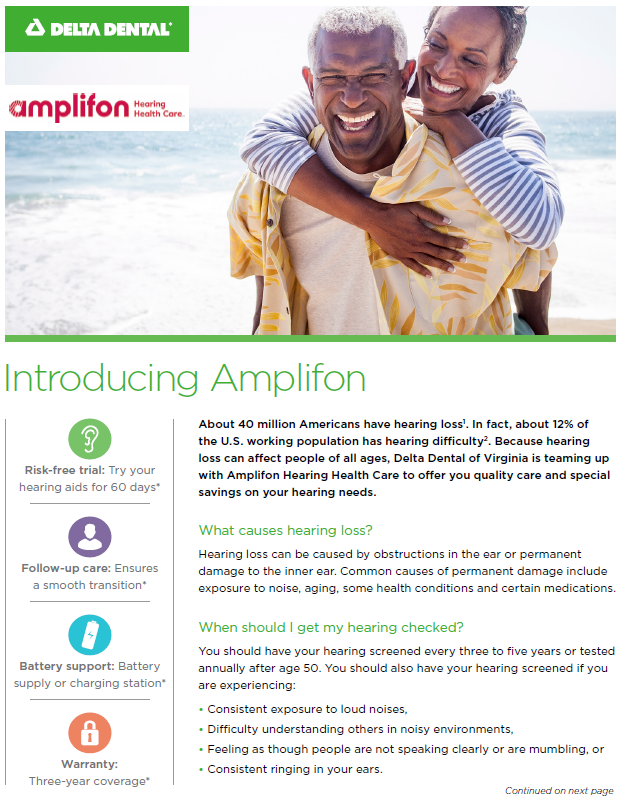 DELTA DENTAL®
amplifon Hearing
Health Care™
Introducing Amplifon
Risk-free trial: Try your
hearing aids for 60 days*
Follow-up care: Ensures
a smooth transition*
Battery support: Battery
supply or charging station*
Warranty:
Three-year coverage*
About 40 million Americans have hearing loss¹. In fact, about 12% of
the U.S. working population has hearing difficulty². Because hearing
loss can affect people of all ages, Delta Dental of Virginia is teaming up
with Amplifon Hearing Health Care to offer you quality care and special
savings on your hearing needs.
What causes hearing loss?
Hearing loss can be caused by obstructions in the ear or permanent
damage to the inner ear. Common causes of permanent damage include
exposure to noise, aging, some health conditions and certain medications.
When should I get my hearing checked?
You should have your hearing screened every three to five years or tested
annually after age 50. You should also have your hearing screened if you
are experiencing:
• Consistent exposure to loud noises,
• Difficulty understanding others in noisy environments,
• Feeling as though people are not speaking clearly or are mumbling, or
• Consistent ringing in your ears.
Continued on next page